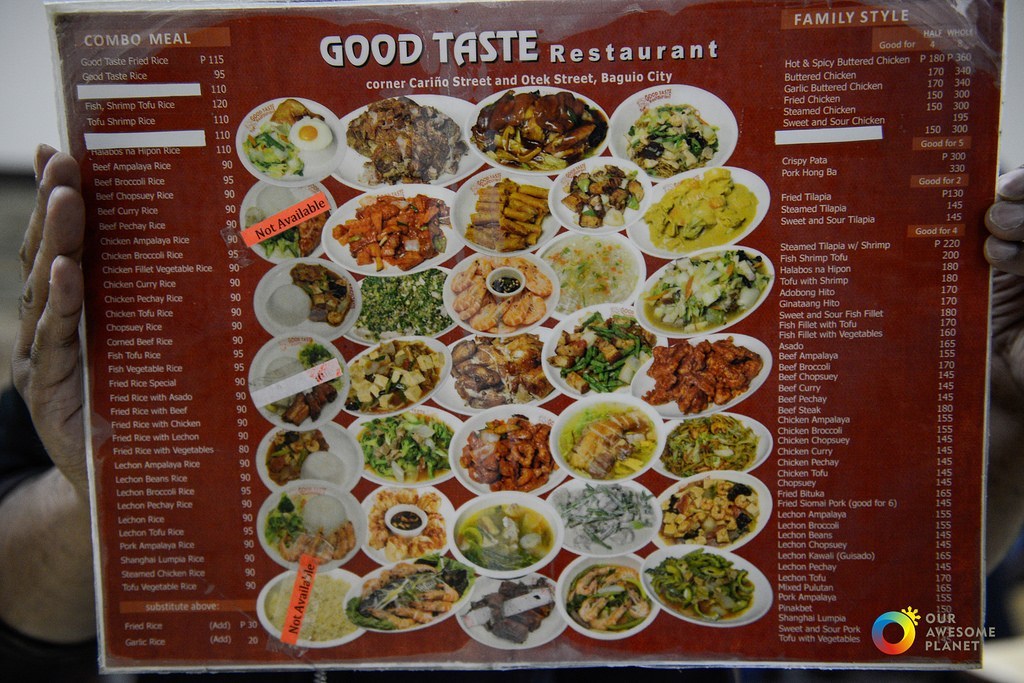 COMBO MEAL
Good Taste Fried Rice P 115
Good Taste Rice 95
110
Fish, Shrimp Tofu Rice 120
Tofu Shrimp Rice 110
110
Halabos na Hipon Rice 110
Beef Ampalaya Rice 90
Beef Broccoli Rice 95
Beef Chopsuey Rice 90
Beef Curry Rice 90
Beef Pechay Rice 90
Chicken Ampalaya Rice 90
Chicken Broccoli Rice 95
Chicken Fillet Vegetable Rice 90
Chicken Curry Rice 90
Chicken Pechay Rice 90
Chicken Tofu Rice 90
Chopsuey Rice 90
Corned Beef Rice 90
Fish Tofu Rice 95
Fish Vegetable Rice 95
Fried Rice Special 90
Fried Rice with Asado 90
Fried Rice with Beef 90
Fried Rice with Chicken 90
Fried Rice with Lechon 90
Fried Rice with Vegetables 80
Lechon Ampalaya Rice 90
Lechon Beans Rice 90
Lechon Broccoli Rice 95
Lechon Pechay Rice 90
Lechon Rice 90
Lechon Tofu Rice 90
Pork Ampalaya Rice 90
Shanghai Lumpia Rice 90
Steamed Chicken Rice 90
Tofu Vegetable Rice 90
substitute above:
Fried Rice (Add) P 30
Garlic Rice (Add) 20
GOOD TASTE Restaurant
corner Cariño Street and Otek Street, Baguio City
Not Available
Not Available
FAMILY STYLE
HALF WHOLE
Good for 4
Hot & Spicy Buttered Chicken P 180 P 360
Buttered Chicken 170 340
Garlic Buttered Chicken 170 340
Fried Chicken 150 300
Steamed Chicken 150 300
Sweet and Sour Chicken 195
150 300
Good for 5
Crispy Pata P 300
Pork Hong Ba 330
Good for 2
Fried Tilapia P130
Steamed Tilapia 145
Sweet and Sour Tilapia 145
Good for 4
Steamed Tilapia w/ Shrimp P 220
Fish Shrimp Tofu 200
Halabos na Hipon 180
Tofu with Shrimp 180
Adobong Hito 170
Ginataang Hito 170
Sweet and Sour Fish Fillet 180
Fish Fillet with Tofu 170
Fish Fillet with Vegetables 160
Asado 165
Beef Ampalaya 155
Beef Broccoli 170
Beef Chopsuey 145
Beef Curry 155
Beef Pechay 145
Beef Steak 180
Chicken Ampalaya 155
Chicken Broccoli 155
Chicken Chopsuey 145
Chicken Curry 145
Chicken Pechay 145
Chicken Tofu 145
Chopsuey 145
Fried Bituka 165
Fried Siomai Pork (good for 6) 145
Lechon Ampalaya 155
Lechon Broccoli 155
Lechon Beans 145
Lechon Chopsuey 145
Lechon Kawali (Guisado) 165
Lechon Pechay 145
Lechon Tofu 170
Mixed Pulutan 165
Pork Ampalaya 155
Pinakbet 150
Shanghai Lumpia
Sweet and Sour Pork
Tofu with Vegetables
OUR
AWESOME
PLANET